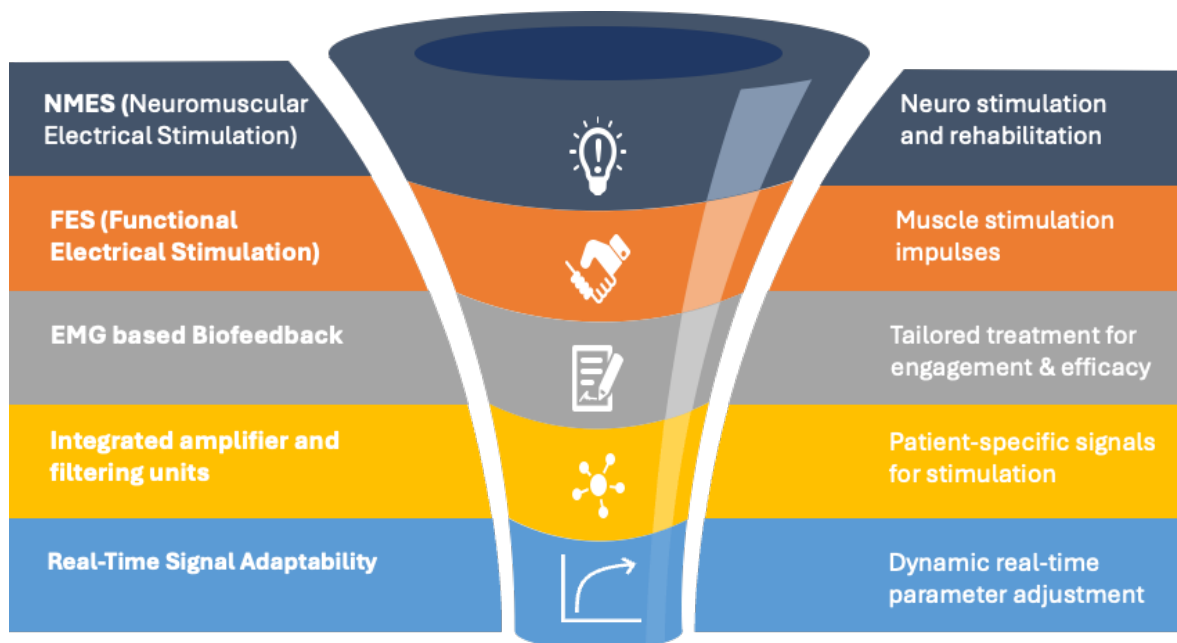 NMES (Neuromuscular
Electrical Stimulation)
Neuro stimulation
and rehabilitation
FES (Functional
Electrical Stimulation)
Muscle stimulation
impulses
EMG based Biofeedback
Tailored treatment for
engagement & efficacy
Integrated amplifier and
filtering units
Patient-specific signals
for stimulation
Real-Time Signal Adaptability
Dynamic real-time
parameter adjustment